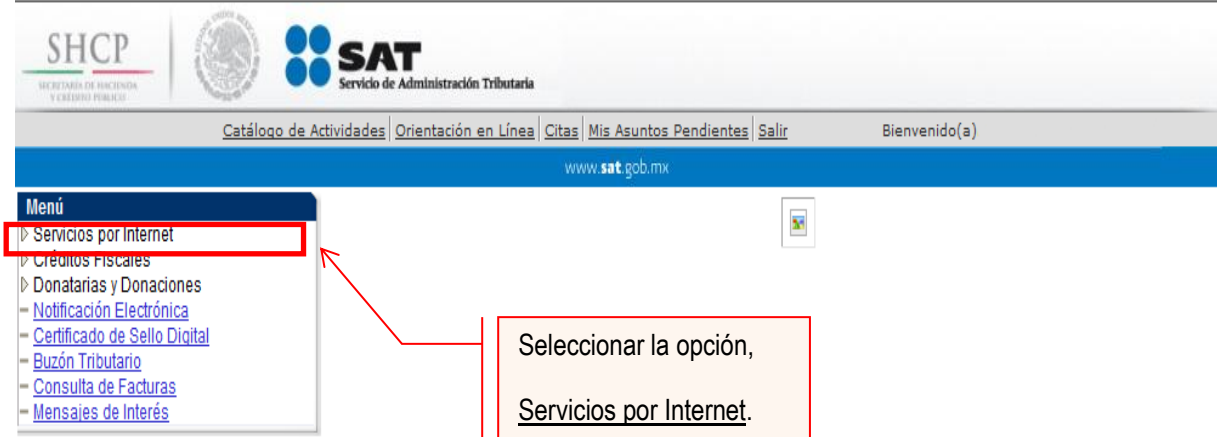 SHCP
SECRETARÍA DE HACIENDA
Y CRÉDITO PÚBLICO
SAT
Servicio de Administración Tributaria
Catálogo de Actividades Orientación en Línea Citas Mis Asuntos Pendientes Salir Bienvenido(a)
www.sat.gob.mx
Menú
Servicios por Internet
Créditos Fiscales
Donatarias y Donaciones
Notificación Electrónica
Certificado de Sello Digital
Buzón Tributario
Consulta de Facturas
Mensajes de Interés
Seleccionar la opción,
Servicios por Internet.